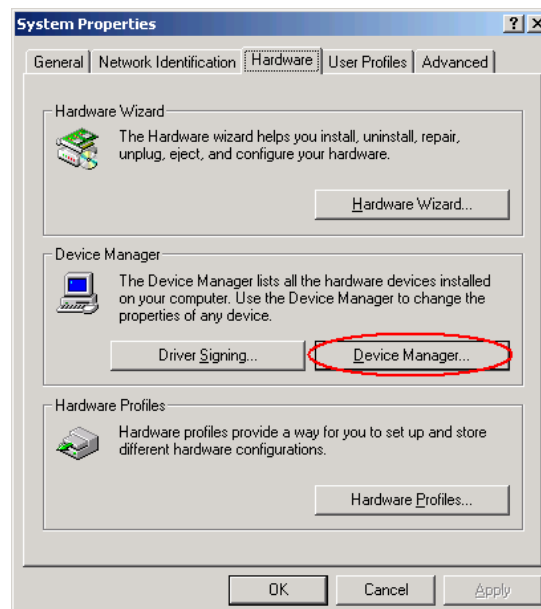 System Properties
General Network Identification Hardware User Profiles Advanced
Hardware Wizard
The Hardware wizard helps you install, uninstall, repair,
unplug, eject, and configure your hardware.
Hardware Wizard...
Device Manager
The Device Manager lists all the hardware devices installed
on your computer. Use the Device Manager to change the
properties of any device.
Driver Signing... Device Manager...
Hardware Profiles
Hardware profiles provide a way for you to set up and store
different hardware configurations.
Hardware Profiles...
OK Cancel Apply